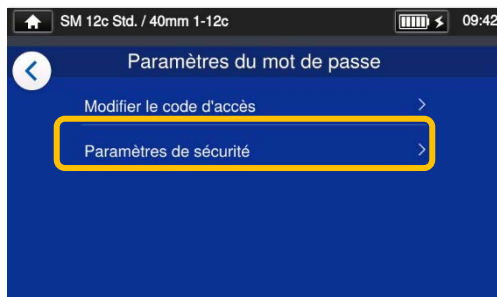 SM 12c Std. / 40mm 1-12c 09:42
Paramètres du mot de passe
Modifier le code d'accès
Paramètres de sécurité